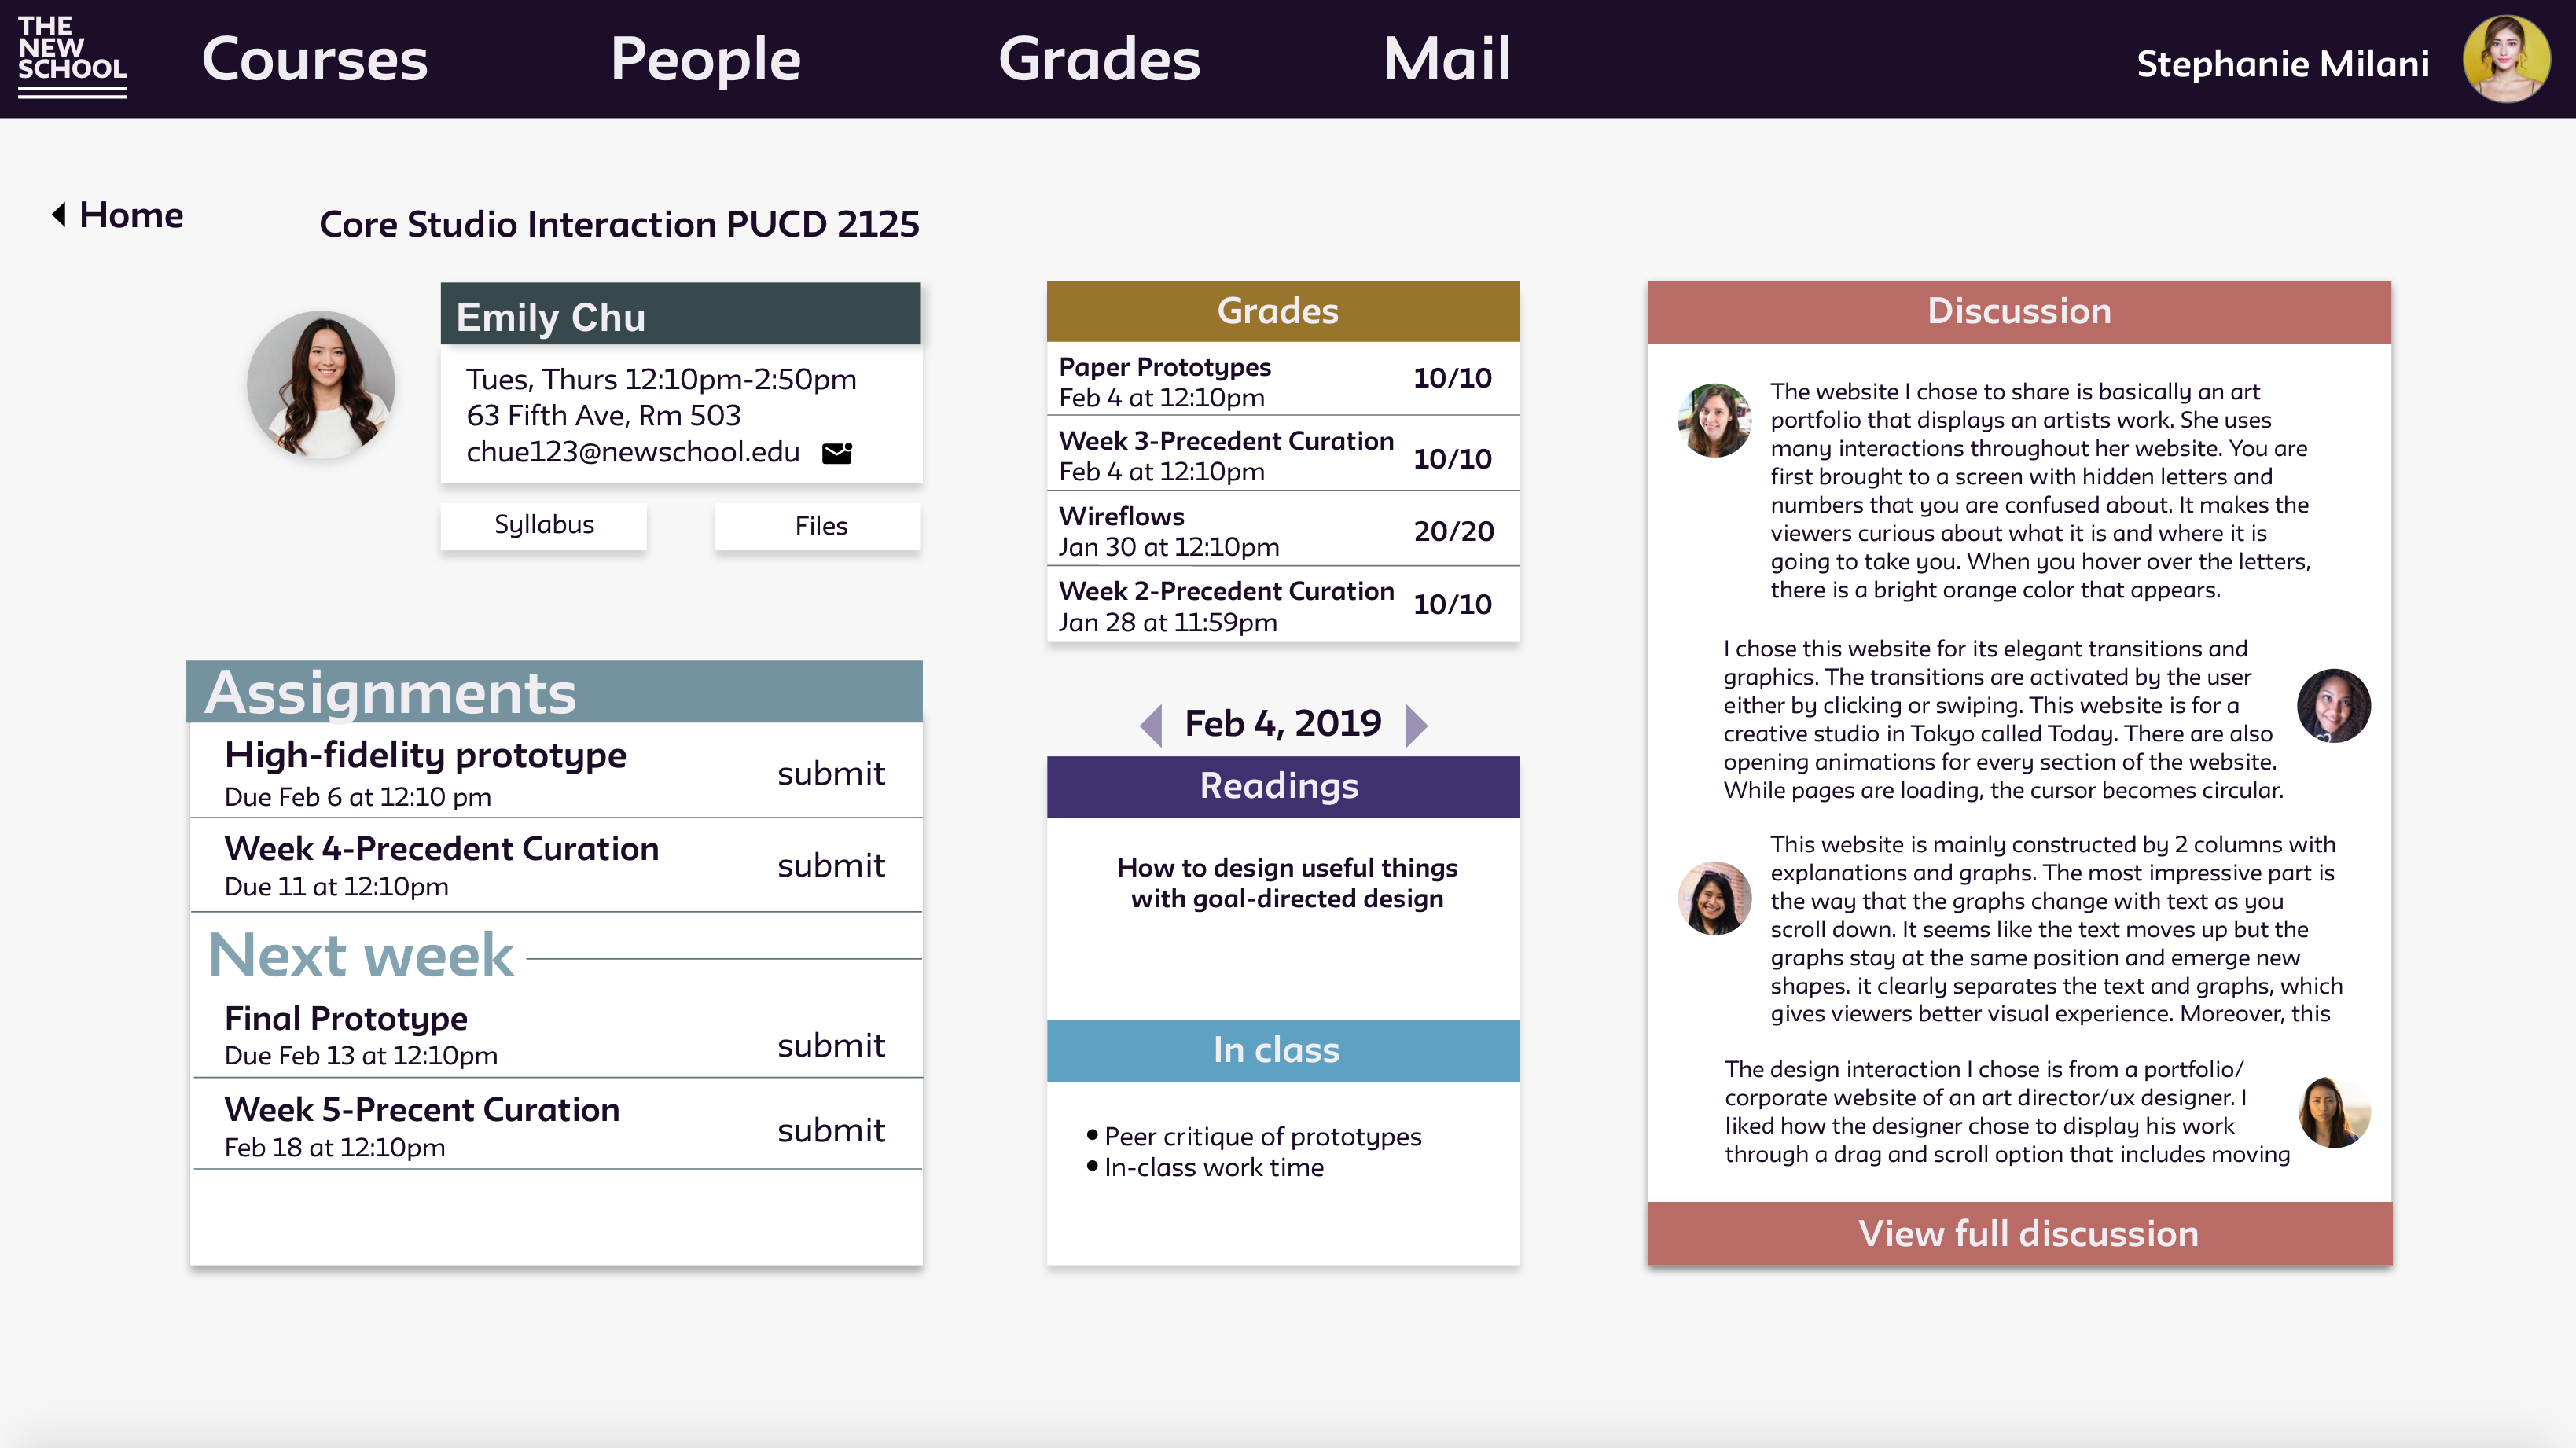 THE
NEW
SCHOOL
Courses
People
Grades
Mail
Stephanie Milani
Home
Core Studio Interaction PUCD 2125
Emily Chu
Tues, Thurs 12:10pm-2:50pm
63 Fifth Ave, Rm 503
chue123@newschool.edu
Syllabus
Files
Assignments
High-fidelity prototype
submit
Due Feb 6 at 12:10 pm
Week 4-Precedent Curation
submit
Due 11 at 12:10pm
Next week
Final Prototype
submit
Due Feb 13 at 12:10pm
Week 5-Precent Curation
submit
Feb 18 at 12:10pm
Grades
Paper Prototypes
10/10
Feb 4 at 12:10pm
Week 3-Precedent Curation
10/10
Feb 4 at 12:10pm
Wireflows
20/20
Jan 30 at 12:10pm
Week 2-Precedent Curation
10/10
Jan 28 at 11:59pm
Feb 4, 2019
Readings
How to design useful things
with goal-directed design
In class
• Peer critique of prototypes
• In-class work time
Discussion
The website I chose to share is basically an art
portfolio that displays an artists work. She uses
many interactions throughout her website. You are
first brought to a screen with hidden letters and
numbers that you are confused about. It makes the
viewers curious about what it is and where it is
going to take you. When you hover over the letters,
there is a bright orange color that appears.
I chose this website for its elegant transitions and
graphics. The transitions are activated by the user
either by clicking or swiping. This website is for a
creative studio in Tokyo called Today. There are also
opening animations for every section of the website.
While pages are loading, the cursor becomes circular.
This website is mainly constructed by 2 columns with
explanations and graphs. The most impressive part is
the way that the graphs change with text as you
scroll down. It seems like the text moves up but the
graphs stay at the same position and emerge new
shapes. it clearly separates the text and graphs, which
gives viewers better visual experience. Moreover, this
The design interaction I chose is from a portfolio/
corporate website of an art director/ux designer. I
liked how the designer chose to display his work
through a drag and scroll option that includes moving
View full discussion